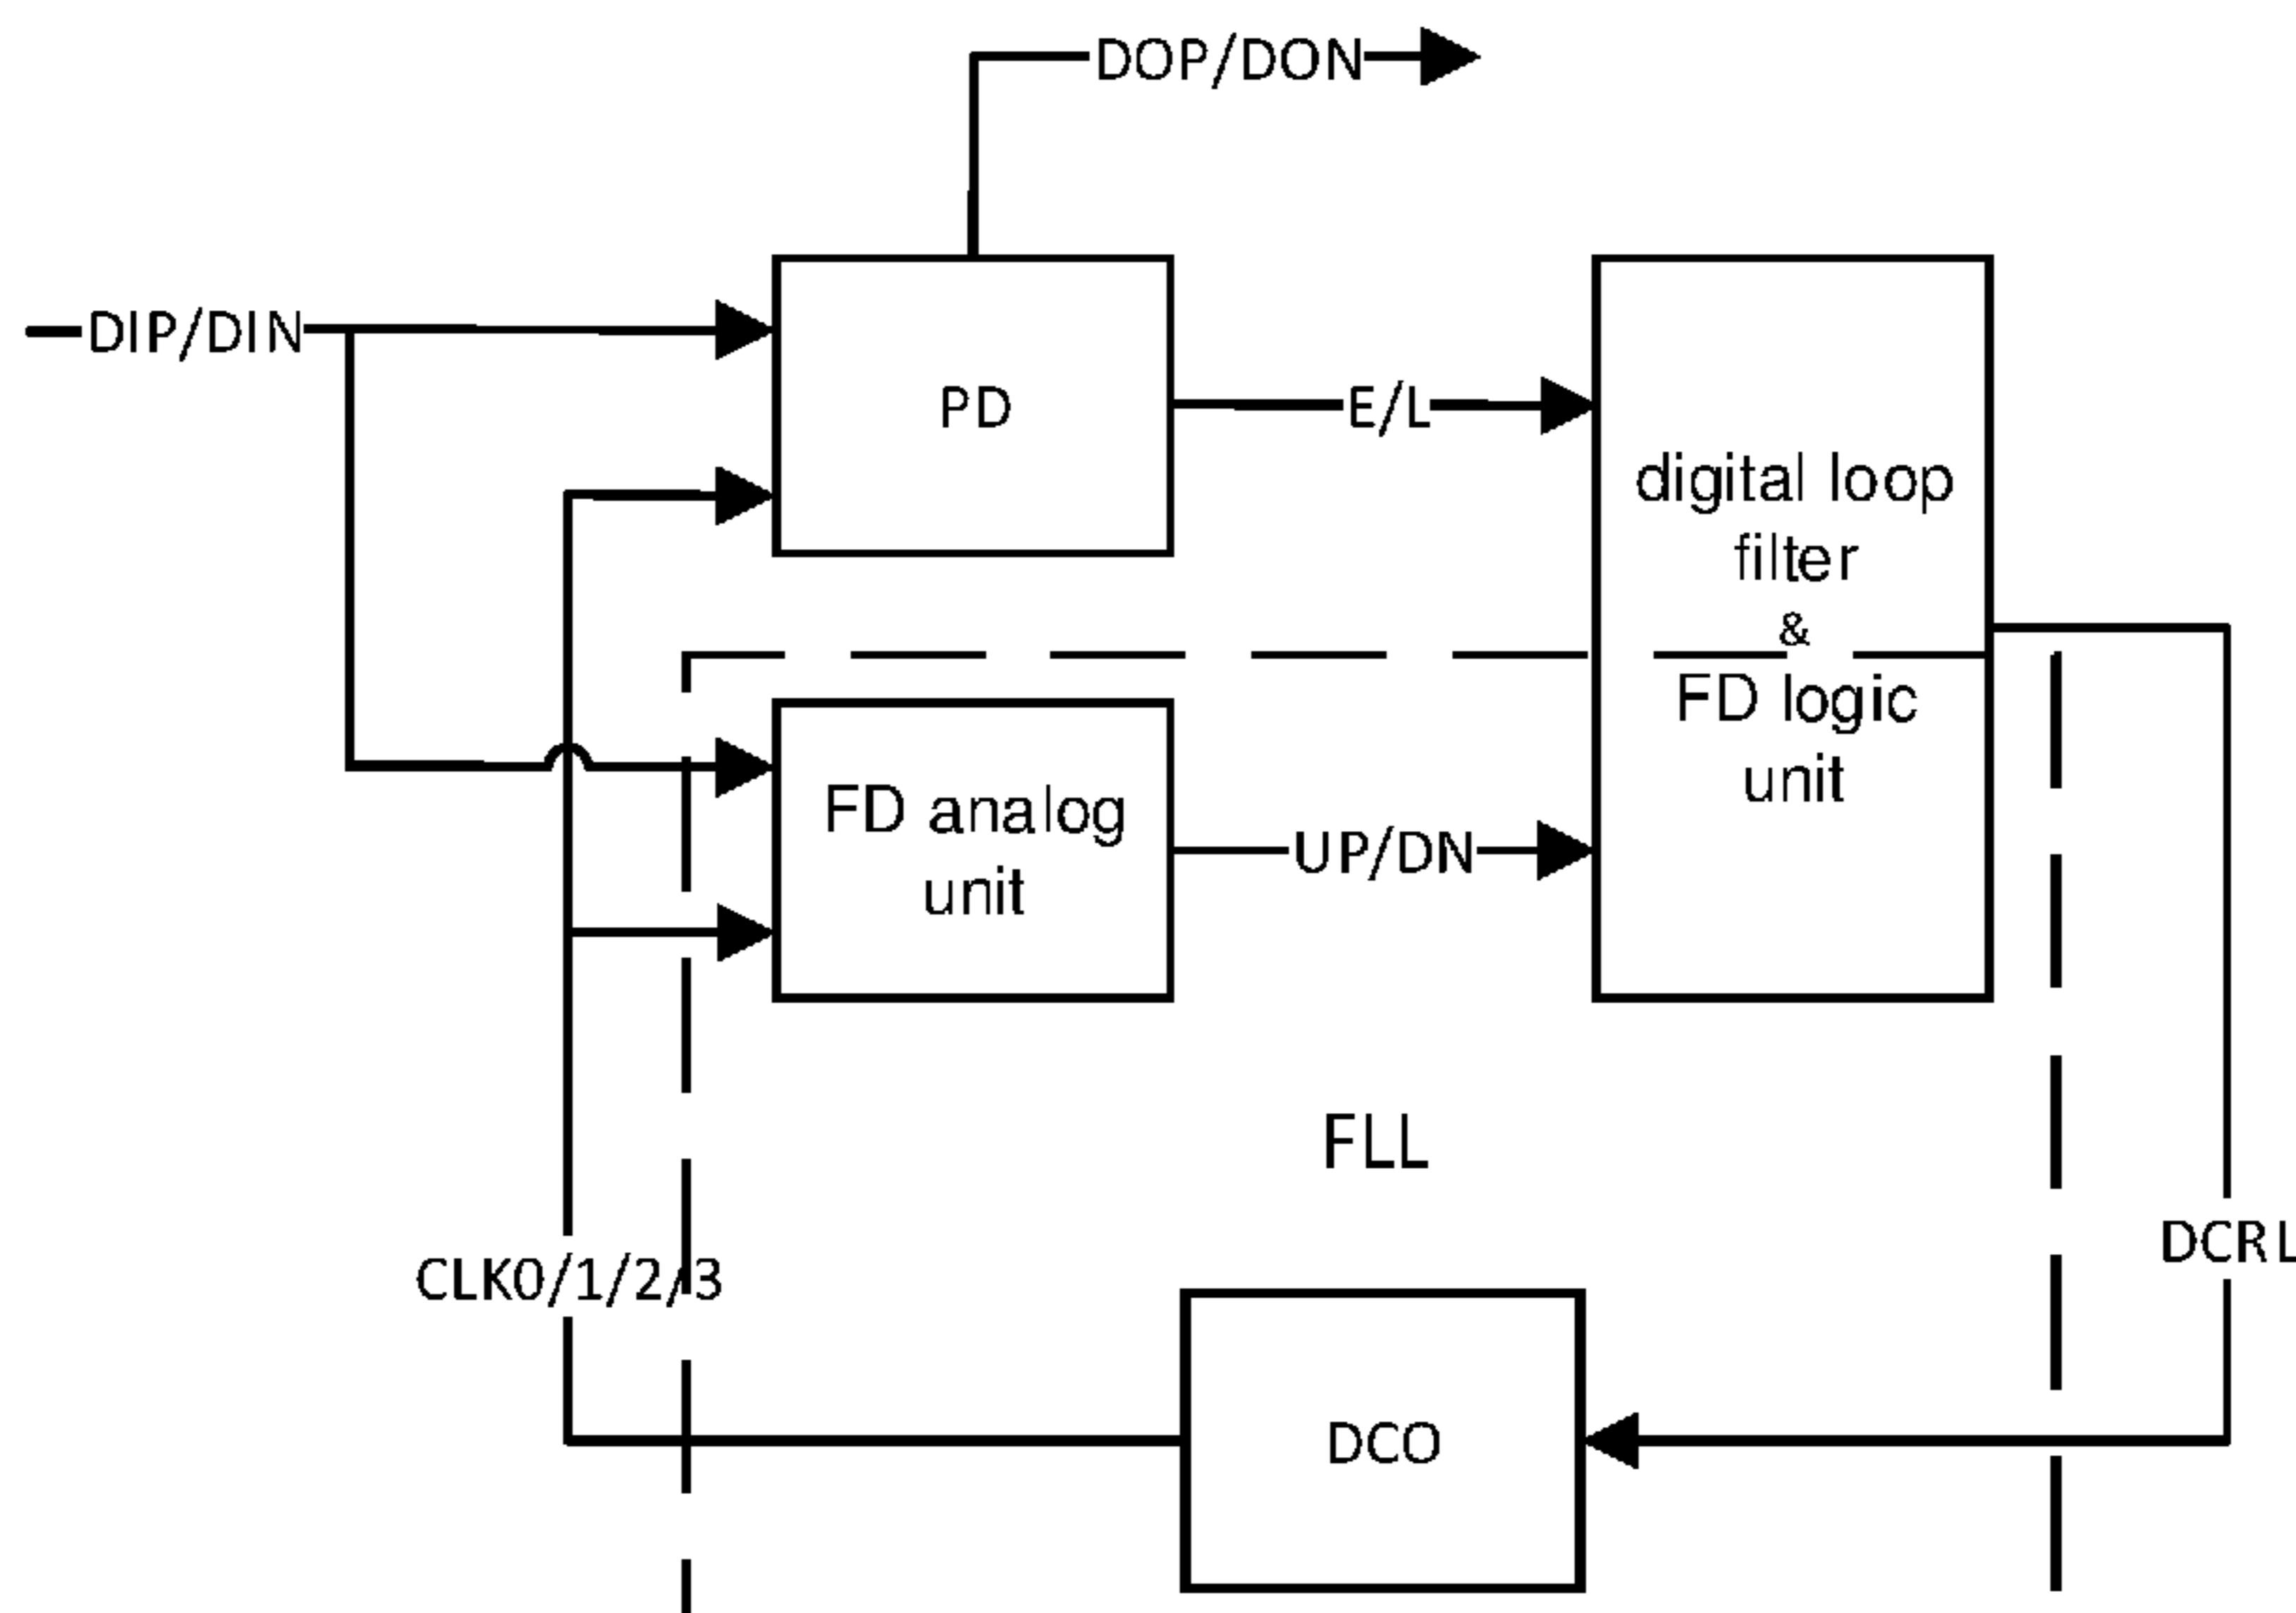 DOP/DON
DIP/DIN
PD
E/L
digital loop
filter
&
FD logic
unit
FD analog
unit
UP/DN
FLL
CLK0/1/2/3
DCRL
DCO